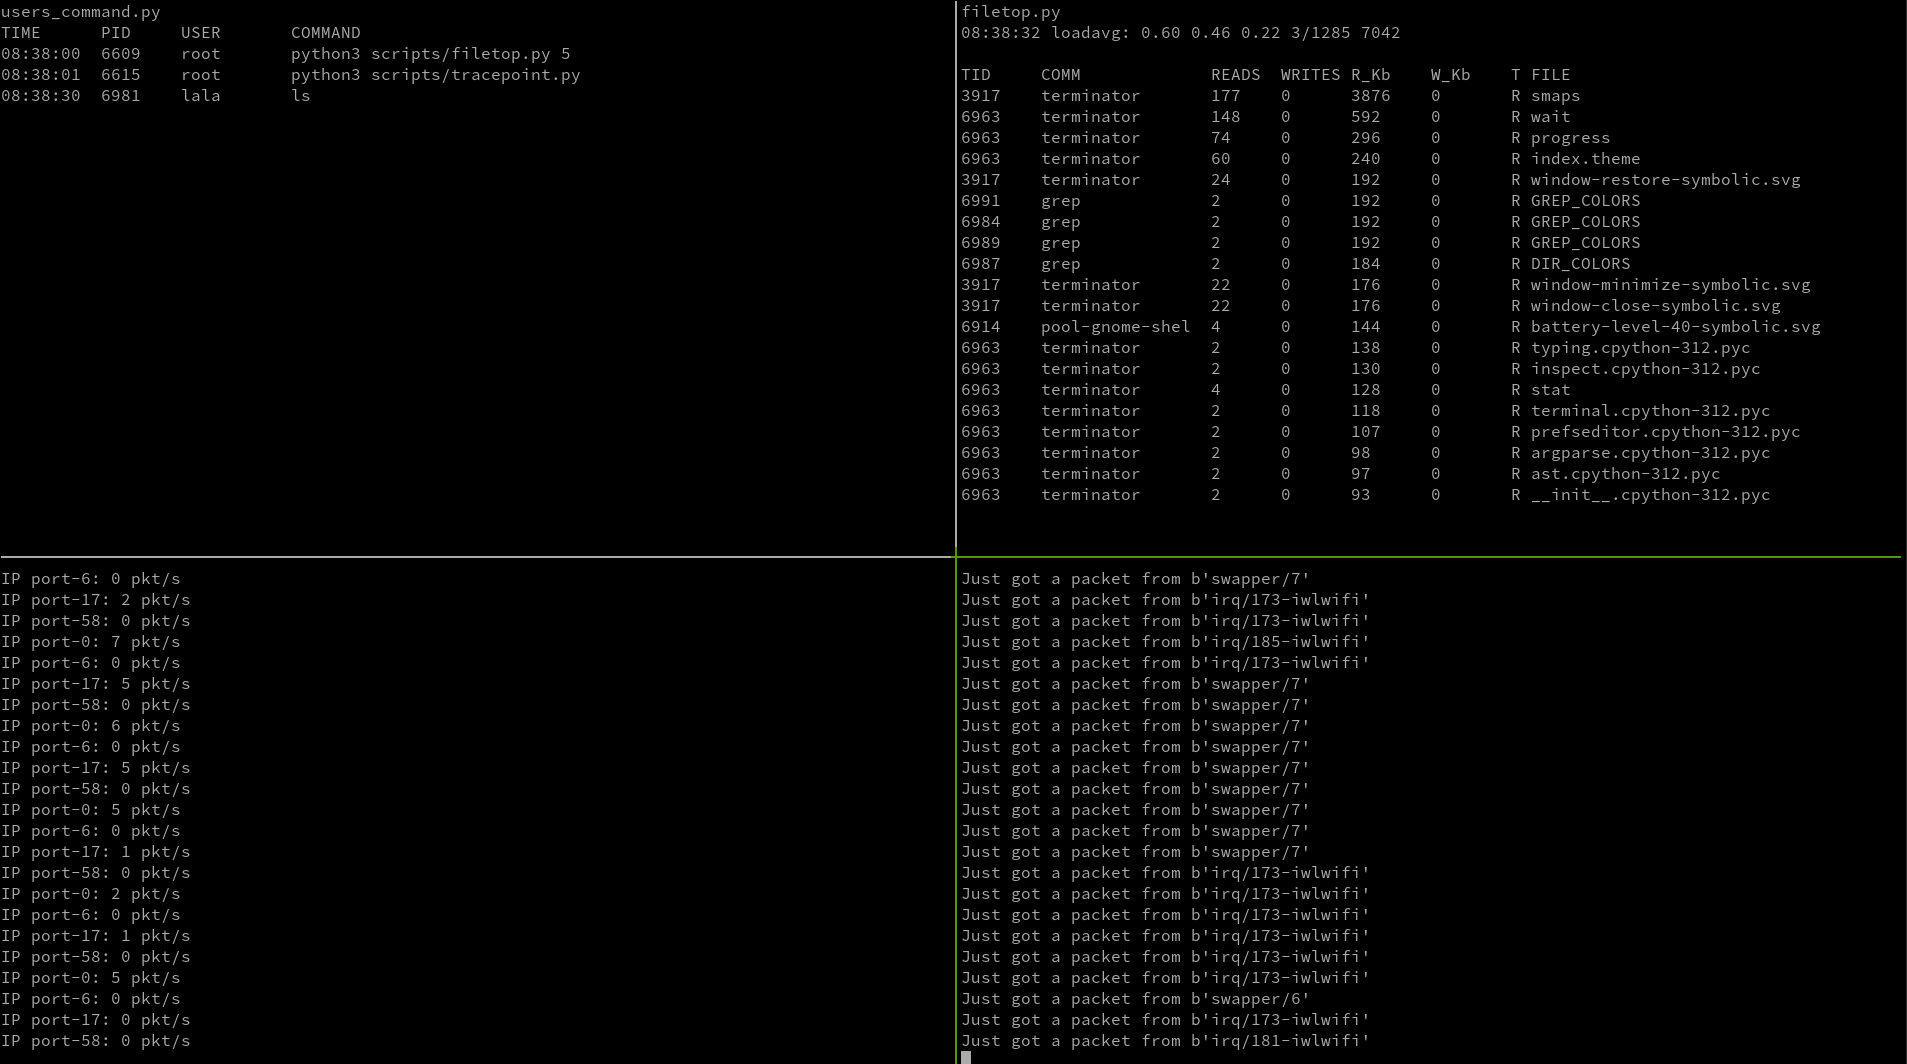 users_command.py
TIME PID USER COMMAND
08:38:00 6609 root python3 scripts/filetop.py 5
08:38:01 6615 root python3 scripts/tracepoint.py
08:38:30 6981 lala ls
filetop.py
08:38:32 loadavg: 0.60 0.46 0.22 3/1285 7042
TID COMM READS WRITES R_Kb W_Kb T FILE
3917 terminator 177 0 3876 0 R smaps
6963 terminator 148 0 592 0 R wait
6963 terminator 74 0 296 0 R progress
6963 terminator 60 0 240 0 R index.theme
3917 terminator 24 0 192 0 R window-restore-symbolic.svg
6991 grep 2 0 192 0 R GREP_COLORS
6984 grep 2 0 192 0 R GREP_COLORS
6989 grep 2 0 192 0 R GREP_COLORS
6987 grep 2 0 184 0 R DIR_COLORS
3917 terminator 22 0 176 0 R window-minimize-symbolic.svg
3917 terminator 22 0 176 0 R window-close-symbolic.svg
6914 pool-gnome-shel 4 0 144 0 R battery-level-40-symbolic.svg
6963 terminator 2 0 138 0 R typing.cpython-312.pyc
6963 terminator 2 0 130 0 R inspect.cpython-312.pyc
6963 terminator 4 0 128 0 R stat
6963 terminator 2 0 118 0 R terminal.cpython-312.pyc
6963 terminator 2 0 107 0 R prefseditor.cpython-312.pyc
6963 terminator 2 0 98 0 R argparse.cpython-312.pyc
6963 terminator 2 0 97 0 R ast.cpython-312.pyc
6963 terminator 2 0 93 0 R __init__.cpython-312.pyc
IP port-6: 0 pkt/s
IP port-17: 2 pkt/s
IP port-58: 0 pkt/s
IP port-0: 7 pkt/s
IP port-6: 0 pkt/s
IP port-17: 5 pkt/s
IP port-58: 0 pkt/s
IP port-0: 6 pkt/s
IP port-6: 0 pkt/s
IP port-17: 5 pkt/s
IP port-58: 0 pkt/s
IP port-0: 5 pkt/s
IP port-6: 0 pkt/s
IP port-17: 1 pkt/s
IP port-58: 0 pkt/s
IP port-0: 2 pkt/s
IP port-6: 0 pkt/s
IP port-17: 1 pkt/s
IP port-58: 0 pkt/s
IP port-0: 5 pkt/s
IP port-6: 0 pkt/s
IP port-17: 0 pkt/s
IP port-58: 0 pkt/s
Just got a packet from b'swapper/7'
Just got a packet from b'irq/173-iwlwifi'
Just got a packet from b'irq/173-iwlwifi'
Just got a packet from b'irq/185-iwlwifi'
Just got a packet from b'irq/173-iwlwifi'
Just got a packet from b'swapper/7'
Just got a packet from b'swapper/7'
Just got a packet from b'swapper/7'
Just got a packet from b'swapper/7'
Just got a packet from b'swapper/7'
Just got a packet from b'swapper/7'
Just got a packet from b'swapper/7'
Just got a packet from b'swapper/7'
Just got a packet from b'swapper/7'
Just got a packet from b'irq/173-iwlwifi'
Just got a packet from b'irq/173-iwlwifi'
Just got a packet from b'irq/173-iwlwifi'
Just got a packet from b'irq/173-iwlwifi'
Just got a packet from b'irq/173-iwlwifi'
Just got a packet from b'irq/173-iwlwifi'
Just got a packet from b'swapper/6'
Just got a packet from b'irq/173-iwlwifi'
Just got a packet from b'irq/181-iwlwifi'